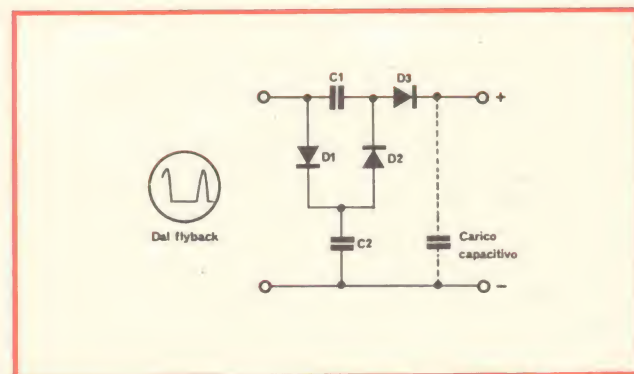 C1
D3
+
D1
D2
Dal flyback
C2
Carico
capacitivo
–